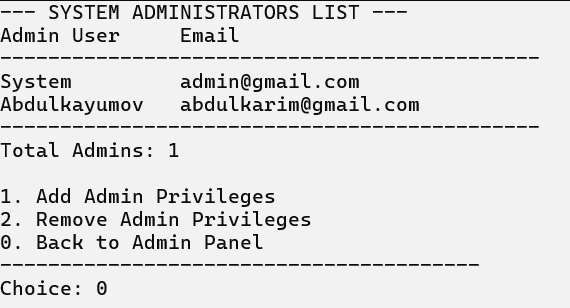 --- SYSTEM ADMINISTRATORS LIST ---
Admin User     Email
---------------------------------------------
System         admin@gmail.com
Abdulkayumov   abdulkarim@gmail.com
---------------------------------------------
Total Admins: 1
1. Add Admin Privileges
2. Remove Admin Privileges
0. Back to Admin Panel
----------------------------------------
Choice: 0